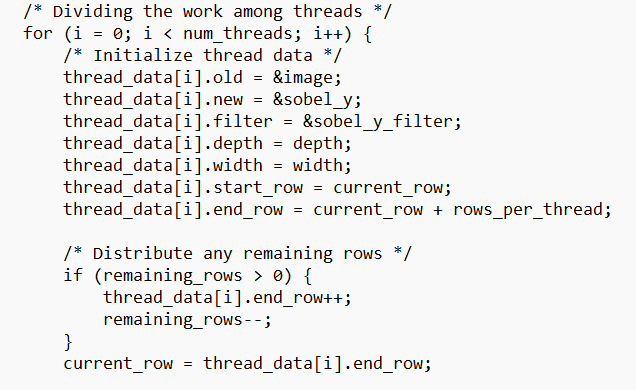 /* Dividing the work among threads */
for (i = 0; i < num_threads; i++) {
    /* Initialize thread data */
    thread_data[i].old = &image;
    thread_data[i].new = &sobel_y;
    thread_data[i].filter = &sobel_y_filter;
    thread_data[i].depth = depth;
    thread_data[i].width = width;
    thread_data[i].start_row = current_row;
    thread_data[i].end_row = current_row + rows_per_thread;

    /* Distribute any remaining rows */
    if (remaining_rows > 0) {
        thread_data[i].end_row++;
        remaining_rows--;
    }
    current_row = thread_data[i].end_row;